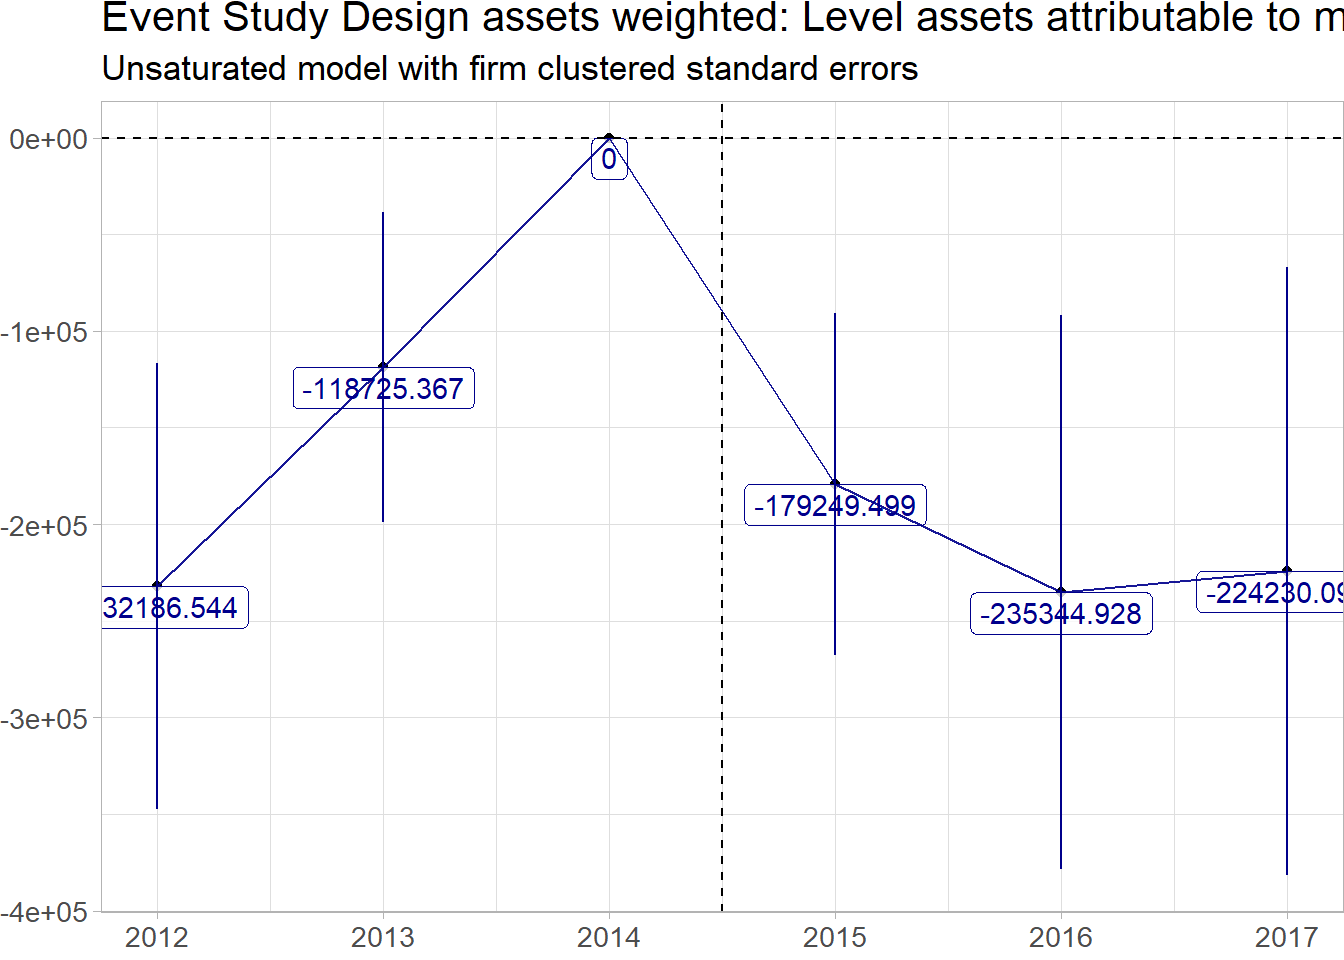 Event Study Design assets weighted: Level assets attributable to
Unsaturated model with firm clustered standard errors
0e+00
0
-1e+05
-118725.367
-2e+05
-179249.499
32186.544
-235344.928
-224230.09
-3e+05
-4e+05
2012 2013 2014 2015 2016 2017